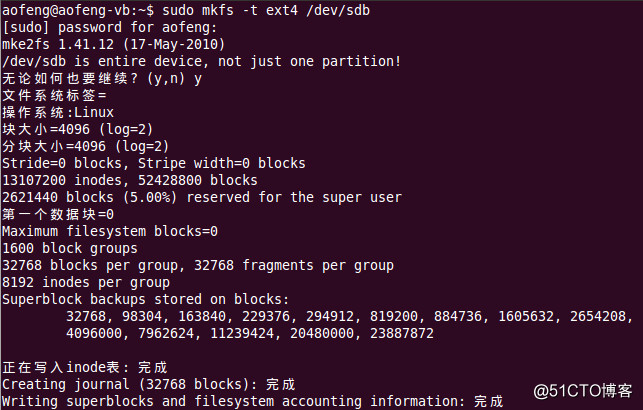 aofeng@aofeng-vb:~$ sudo mkfs -t ext4 /dev/sdb
[sudo] password for aofeng:
mke2fs 1.41.12 (17-May-2010)
/dev/sdb is entire device, not just one partition!
无论如何也要继续? (y,n) y
文件系统标签=
操作系统:Linux
块大小=4096 (log=2)
分块大小=4096 (log=2)
Stride=0 blocks, Stripe width=0 blocks
13107200 inodes, 52428800 blocks
2621440 blocks (5.00%) reserved for the super user
第一个数据块=0
Maximum filesystem blocks=0
1600 block groups
32768 blocks per group, 32768 fragments per group
8192 inodes per group
Superblock backups stored on blocks:
32768, 98304, 163840, 229376, 294912, 819200, 884736, 1605632, 2654208,
4096000, 7962624, 11239424, 20480000, 23887872
正在写入inode表: 完成
Creating journal (32768 blocks): 完成
Writing superblocks and filesystem accounting information: 完成
@51CTO博客